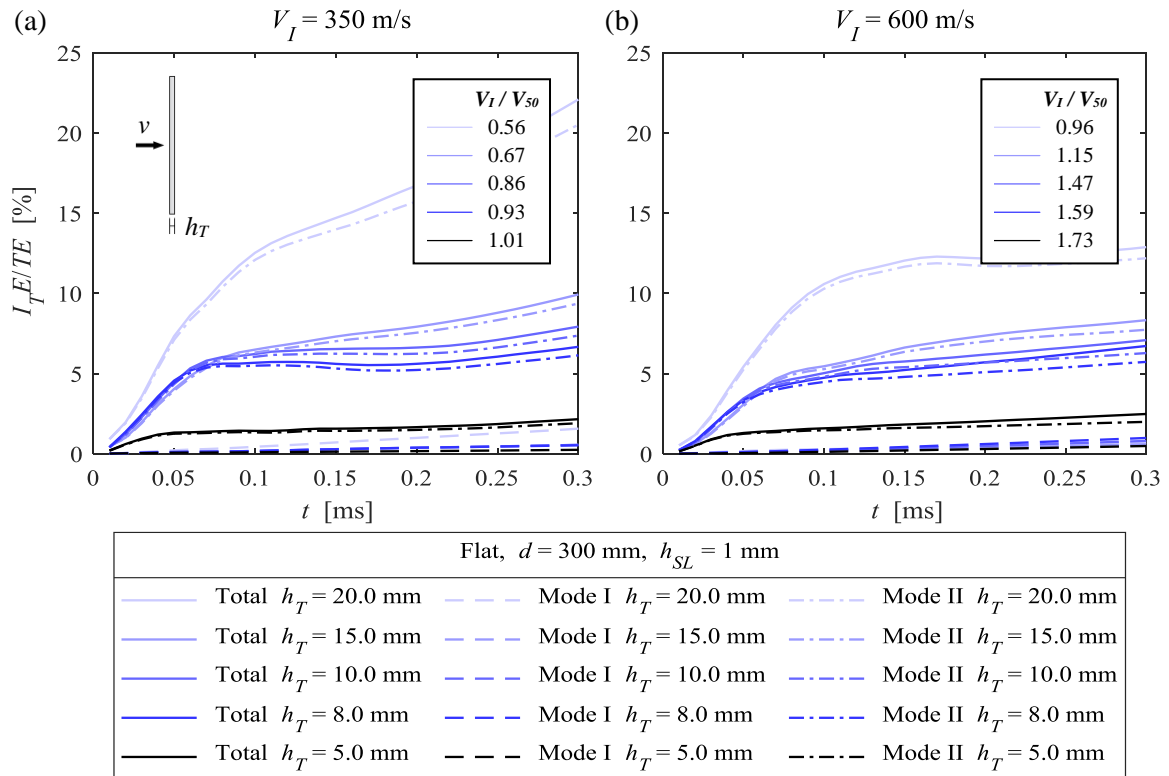 (a) V_I = 350 m/s
(b) V_I = 600 m/s
I_TE/TE [%]
25
20
15
10
5
0
0 0.05 0.1 0.15 0.2 0.25 0.3
t [ms]
v
h_T
V_I / V_50
0.56
0.67
0.86
0.93
1.01
25
20
15
10
5
0
0 0.05 0.1 0.15 0.2 0.25 0.3
t [ms]
V_I / V_50
0.96
1.15
1.47
1.59
1.73
Flat, d = 300 mm, h_SL = 1 mm
Total h_T = 20.0 mm Mode I h_T = 20.0 mm Mode II h_T = 20.0 mm
Total h_T = 15.0 mm Mode I h_T = 15.0 mm Mode II h_T = 15.0 mm
Total h_T = 10.0 mm Mode I h_T = 10.0 mm Mode II h_T = 10.0 mm
Total h_T = 8.0 mm Mode I h_T = 8.0 mm Mode II h_T = 8.0 mm
Total h_T = 5.0 mm Mode I h_T = 5.0 mm Mode II h_T = 5.0 mm